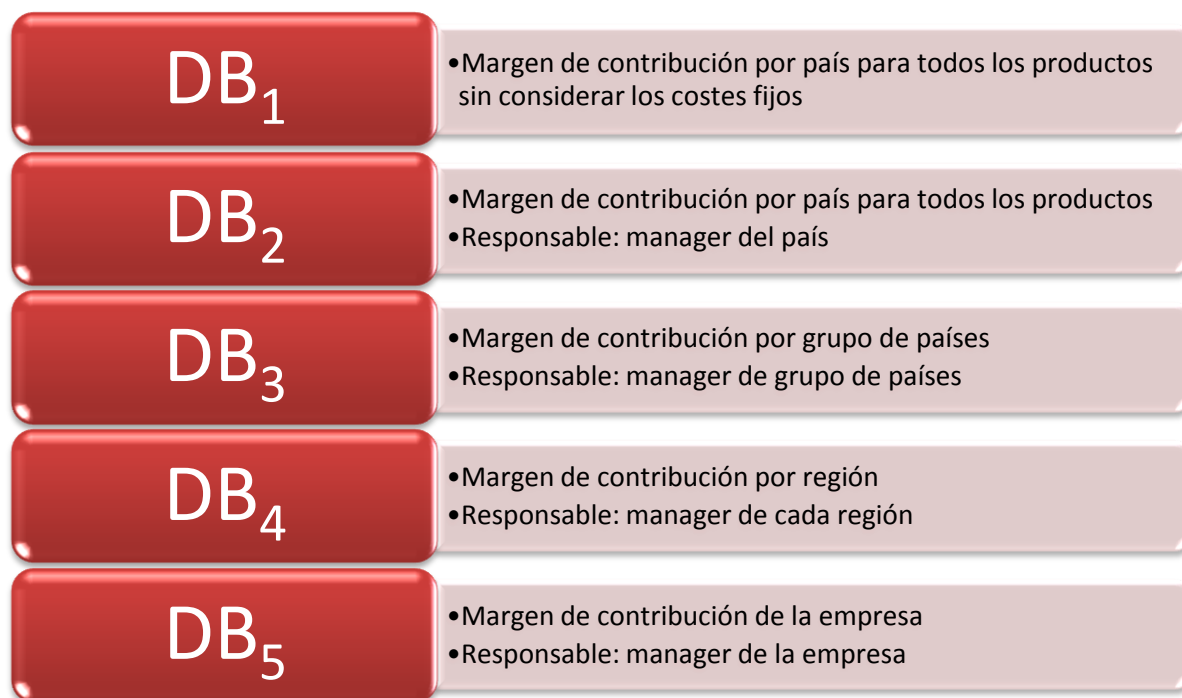 DB₁
•Margen de contribución por país para todos los productos
sin considerar los costes fijos
DB₂
•Margen de contribución por país para todos los productos
•Responsable: manager del país
DB₃
•Margen de contribución por grupo de países
•Responsable: manager de grupo de países
DB₄
•Margen de contribución por región
•Responsable: manager de cada región
DB₅
•Margen de contribución de la empresa
•Responsable: manager de la empresa